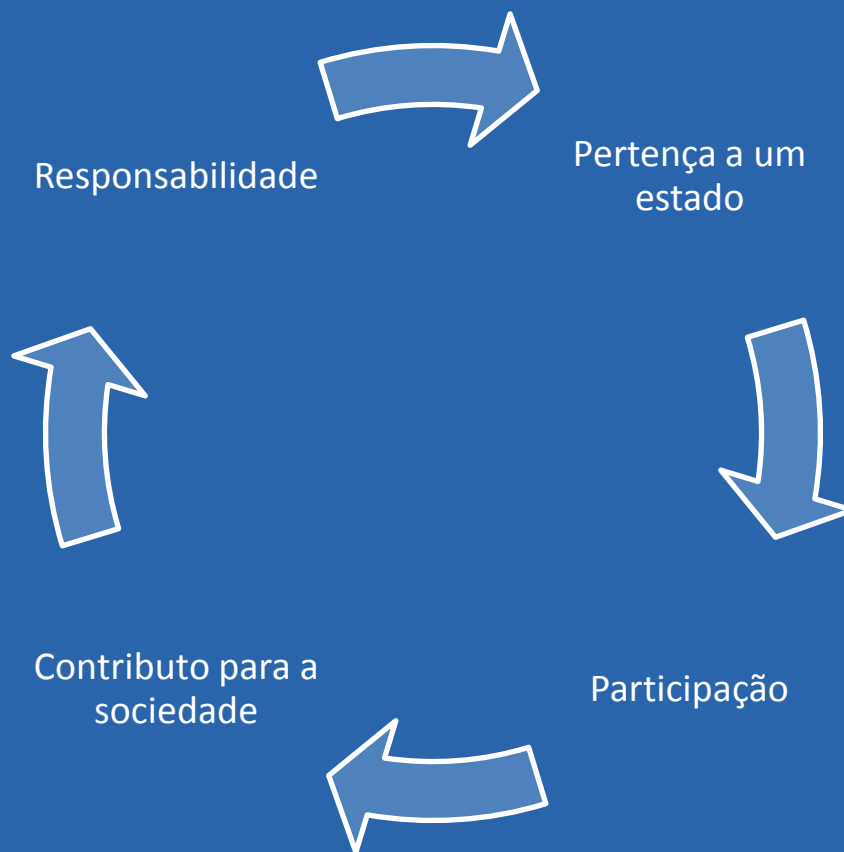 Responsabilidade
Pertença a um
estado
Contributo para a
sociedade
Participação